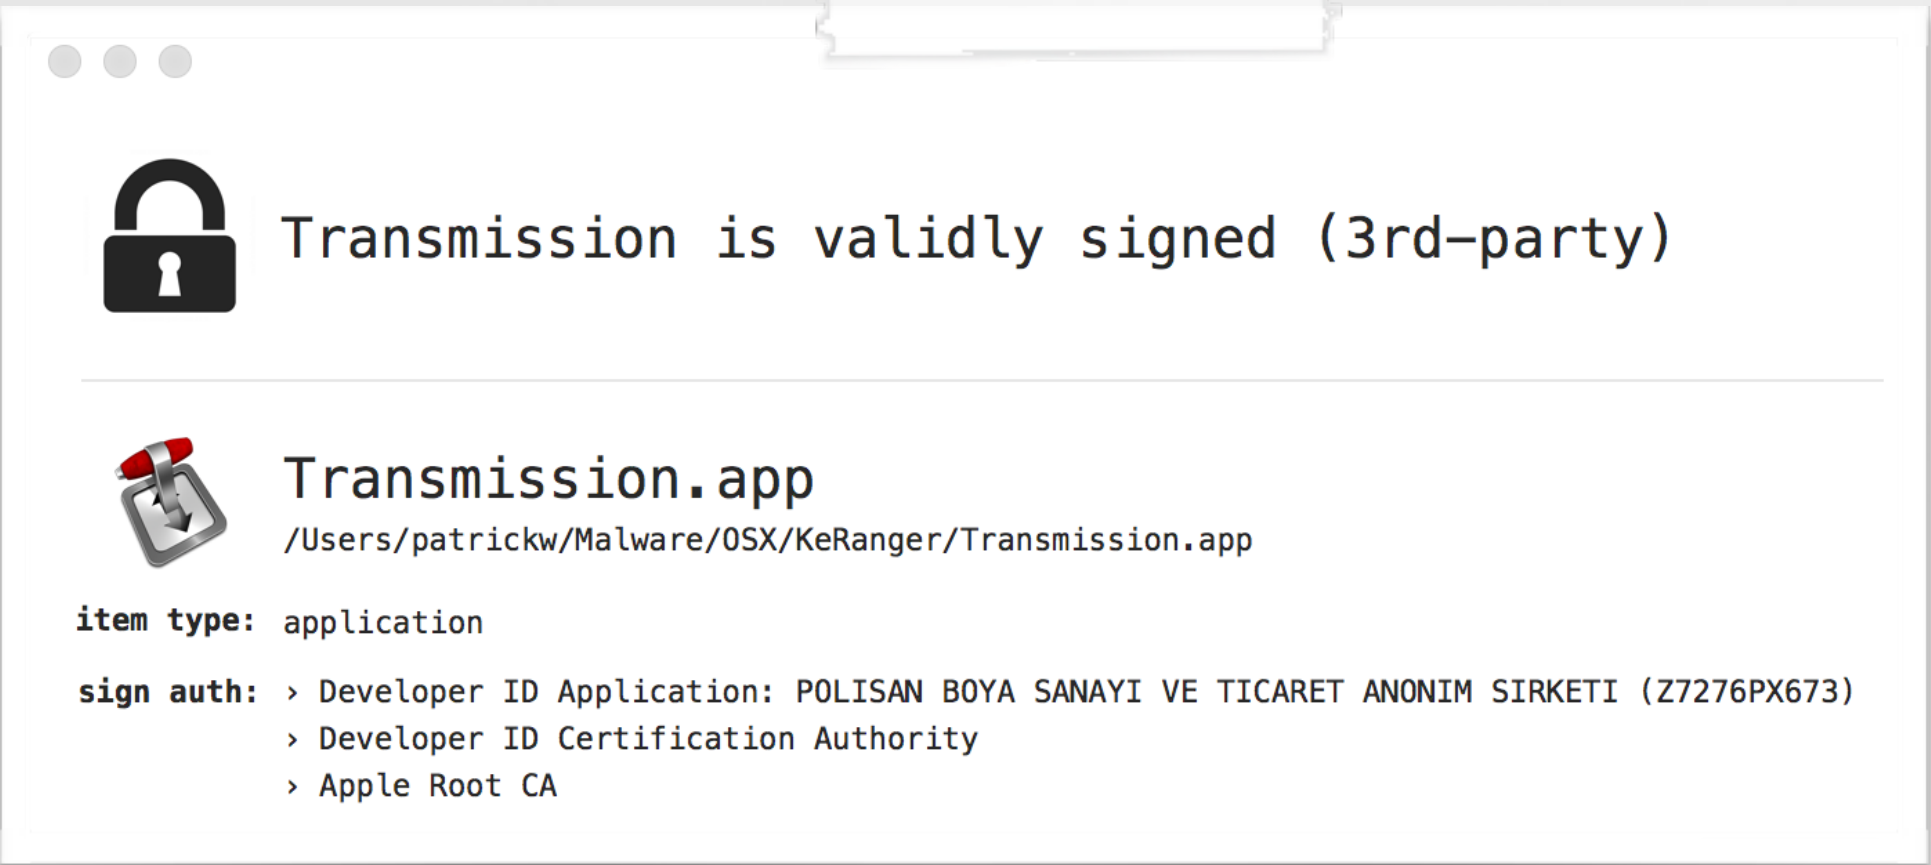 Transmission is validly signed (3rd-party)
Transmission.app
/Users/patrickw/Malware/OSX/KeRanger/Transmission.app
item type: application
sign auth: › Developer ID Application: POLISAN BOYA SANAYI VE TICARET ANONIM SIRKETI (Z7276PX673)
› Developer ID Certification Authority
› Apple Root CA